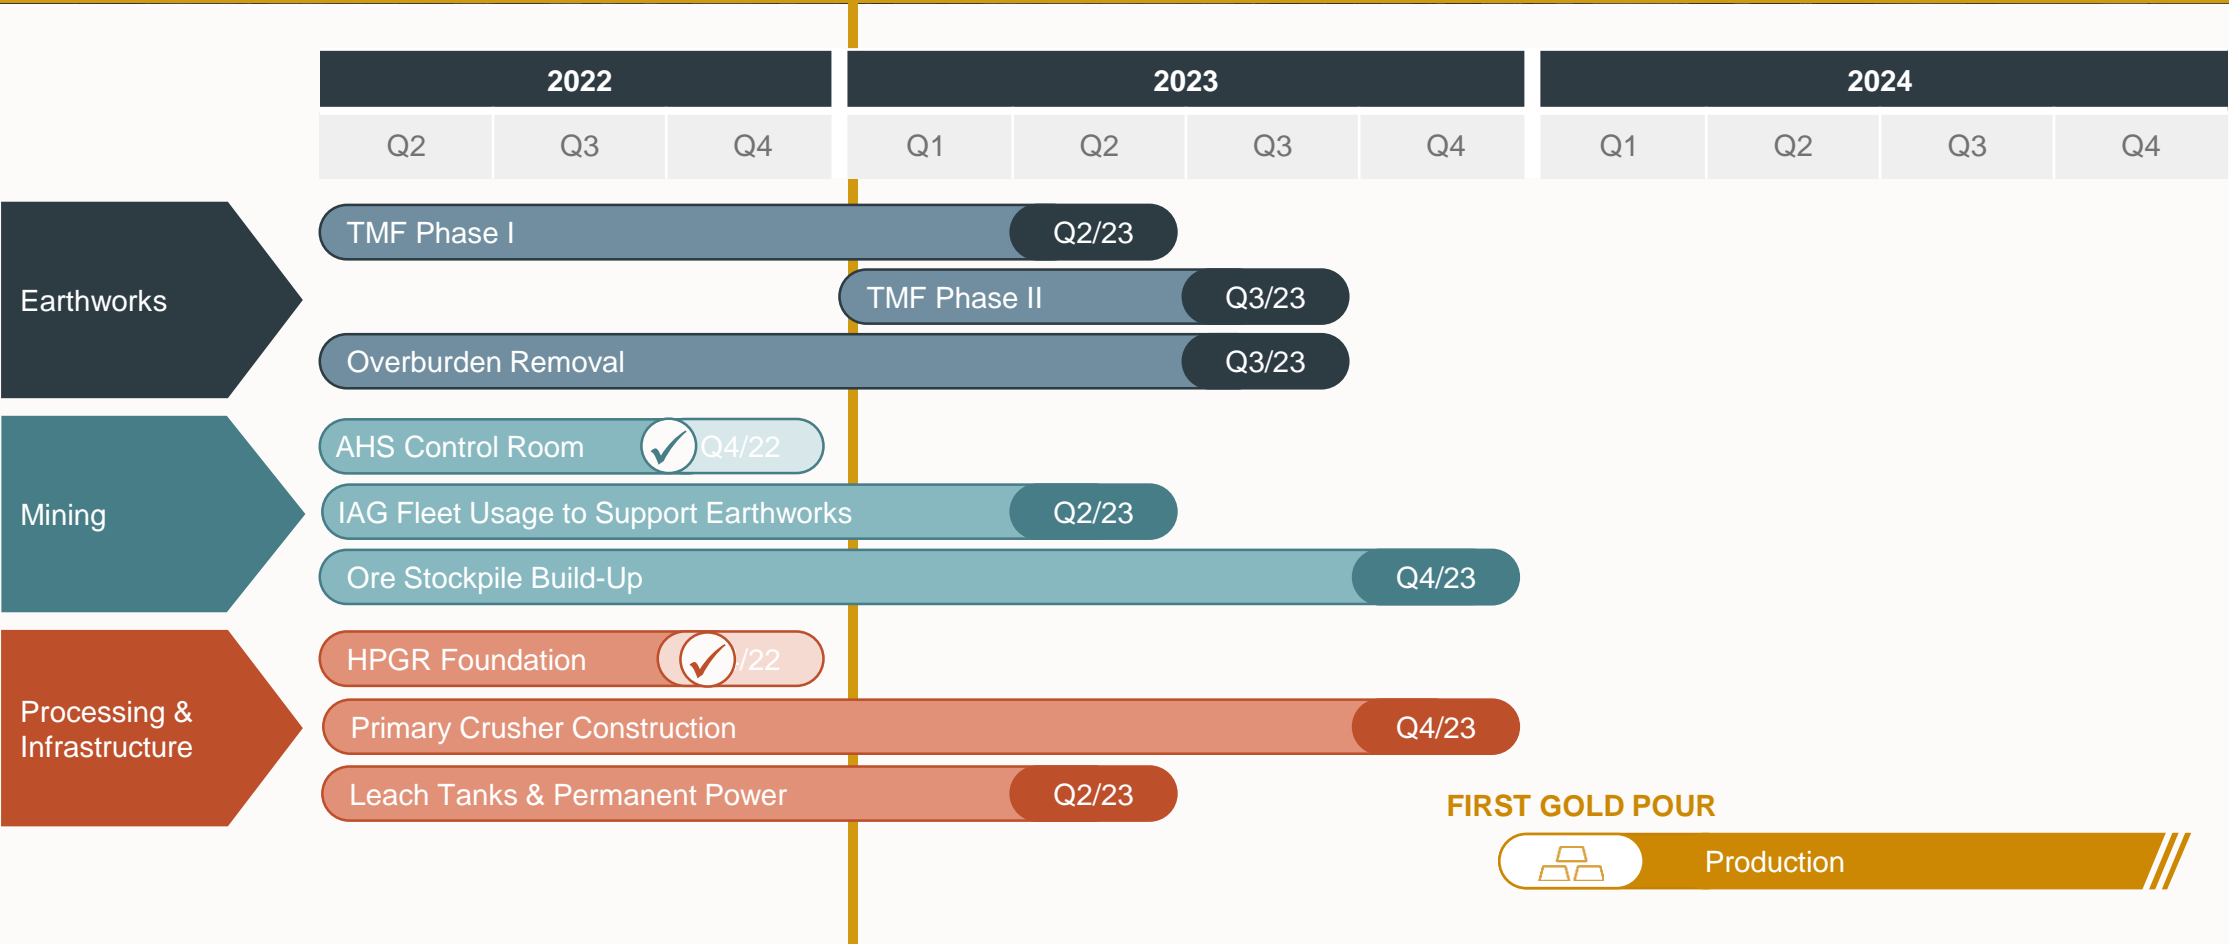 2022
2023
2024
Q2
Q3
Q4
Q1
Q2
Q3
Q4
Q1
Q2
Q3
Q4
Earthworks
TMF Phase I
Q2/23
TMF Phase II
Q3/23
Overburden Removal
Q3/23
Mining
AHS Control Room
Q4/22
IAG Fleet Usage to Support Earthworks
Q2/23
Ore Stockpile Build-Up
Q4/23
Processing &
Infrastructure
HPGR Foundation
/22
Primary Crusher Construction
Q4/23
Leach Tanks & Permanent Power
Q2/23
FIRST GOLD POUR
Production